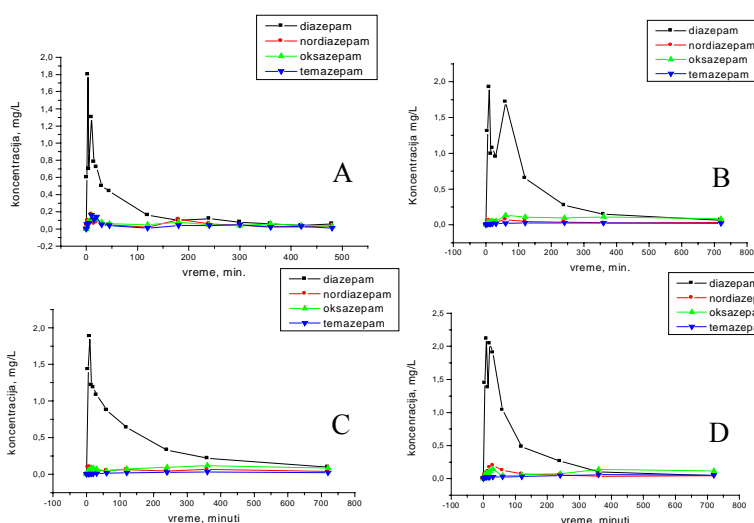 diazepam
nordiazepam
oksazepam
temazepam
koncentracija, mg/L
2,0
1,8
1,6
1,4
1,2
1,0
0,8
0,6
0,4
0,2
0,0
-0,2
A
0 100 200 300 400 500
vreme, min.
diazepam
nordiazepam
oksazepam
temazepam
Koncentracija mg/L
2,0
1,5
1,0
0,5
0,0
B
-100 0 100 200 300 400 500 600 700 800
vreme, min.
diazepam
nordiazepam
oksazepam
temazepam
koncentracija, mg/L
2,0
1,5
1,0
0,5
0,0
C
-100 0 100 200 300 400 500 600 700 800
vreme, minuti
diazepam
nordiazepa
oksazepam
temazepam
koncentracija, mg/L
2,5
2,0
1,5
1,0
0,5
0,0
D
-100 0 100 200 300 400 500 600 700 800
vreme, minuti